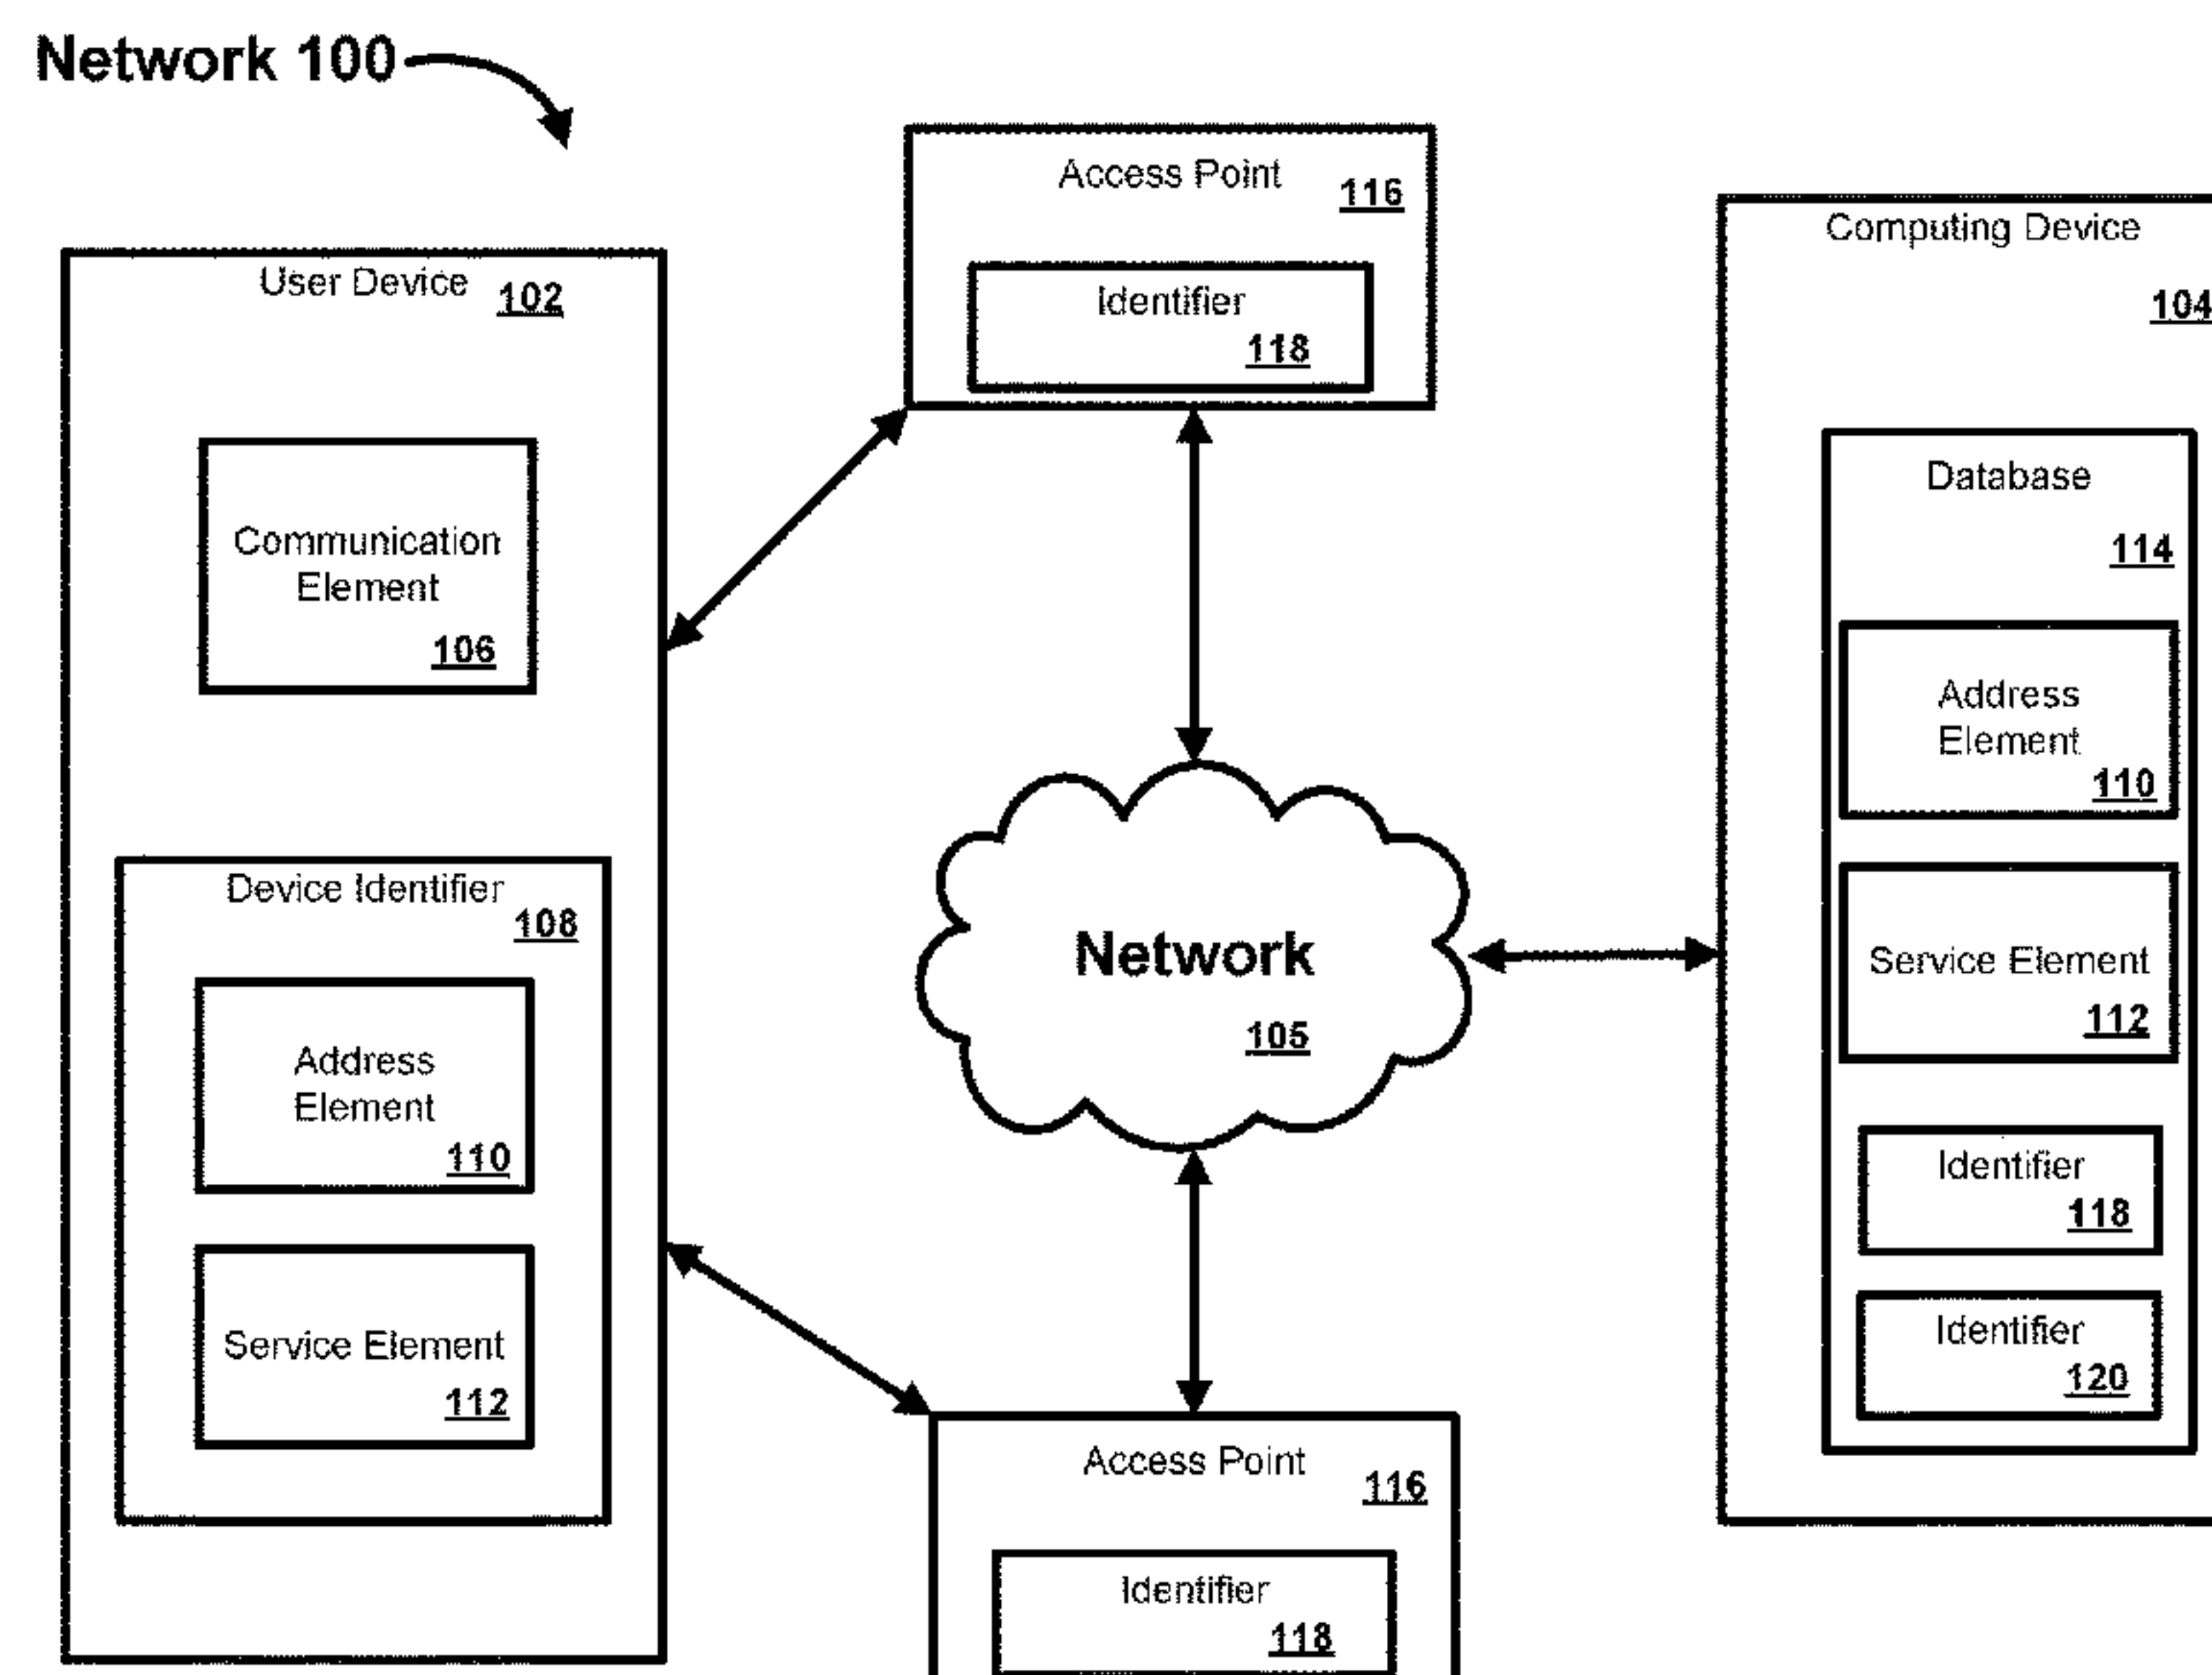 Network 100
User Device
102
Communication
Element
106
Device Identifier
108
Address
Element
110
Service Element
112
Access Point
116
Identifier
118
Network
105
Access Point
116
Identifier
118
Computing Device
104
Database
114
Address
Element
110
Service Element
112
Identifier
118
Identifier
120